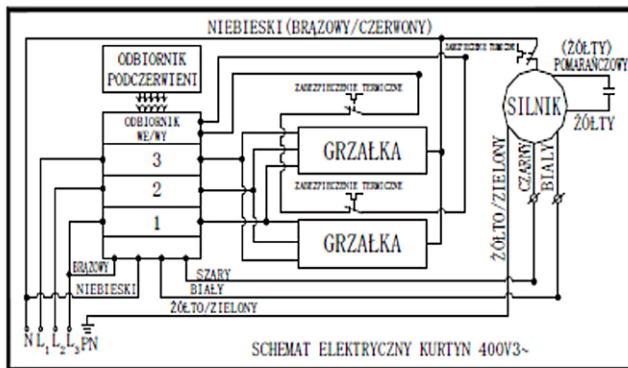 NIEBIESKI(BRĄZOWY/CZERWONY)
ODBIORNIK
PODCZERWIENI
ZABEZPIECZENIE TERMICZNE
(ŻÓŁTY)
POMARAŃCZOWY
SILNIK
ŻÓŁTY
ZABEZPIECZENIE TERMICZNE
ODBIORNIK
WE/WY
GRZAŁKA
3
2
1
ZABEZPIECZENIE TERMICZNE
GRZAŁKA
ŻÓŁTO/ZIELONY
CZARNY
BIAŁY
BRĄZOWY
SZARY
NIEBIESKI
BIAŁY
ŻÓŁTO/ZIELONY
N L1 L2 L3 PN
SCHEMAT ELEKTRYCZNY KURTYN 400V3~